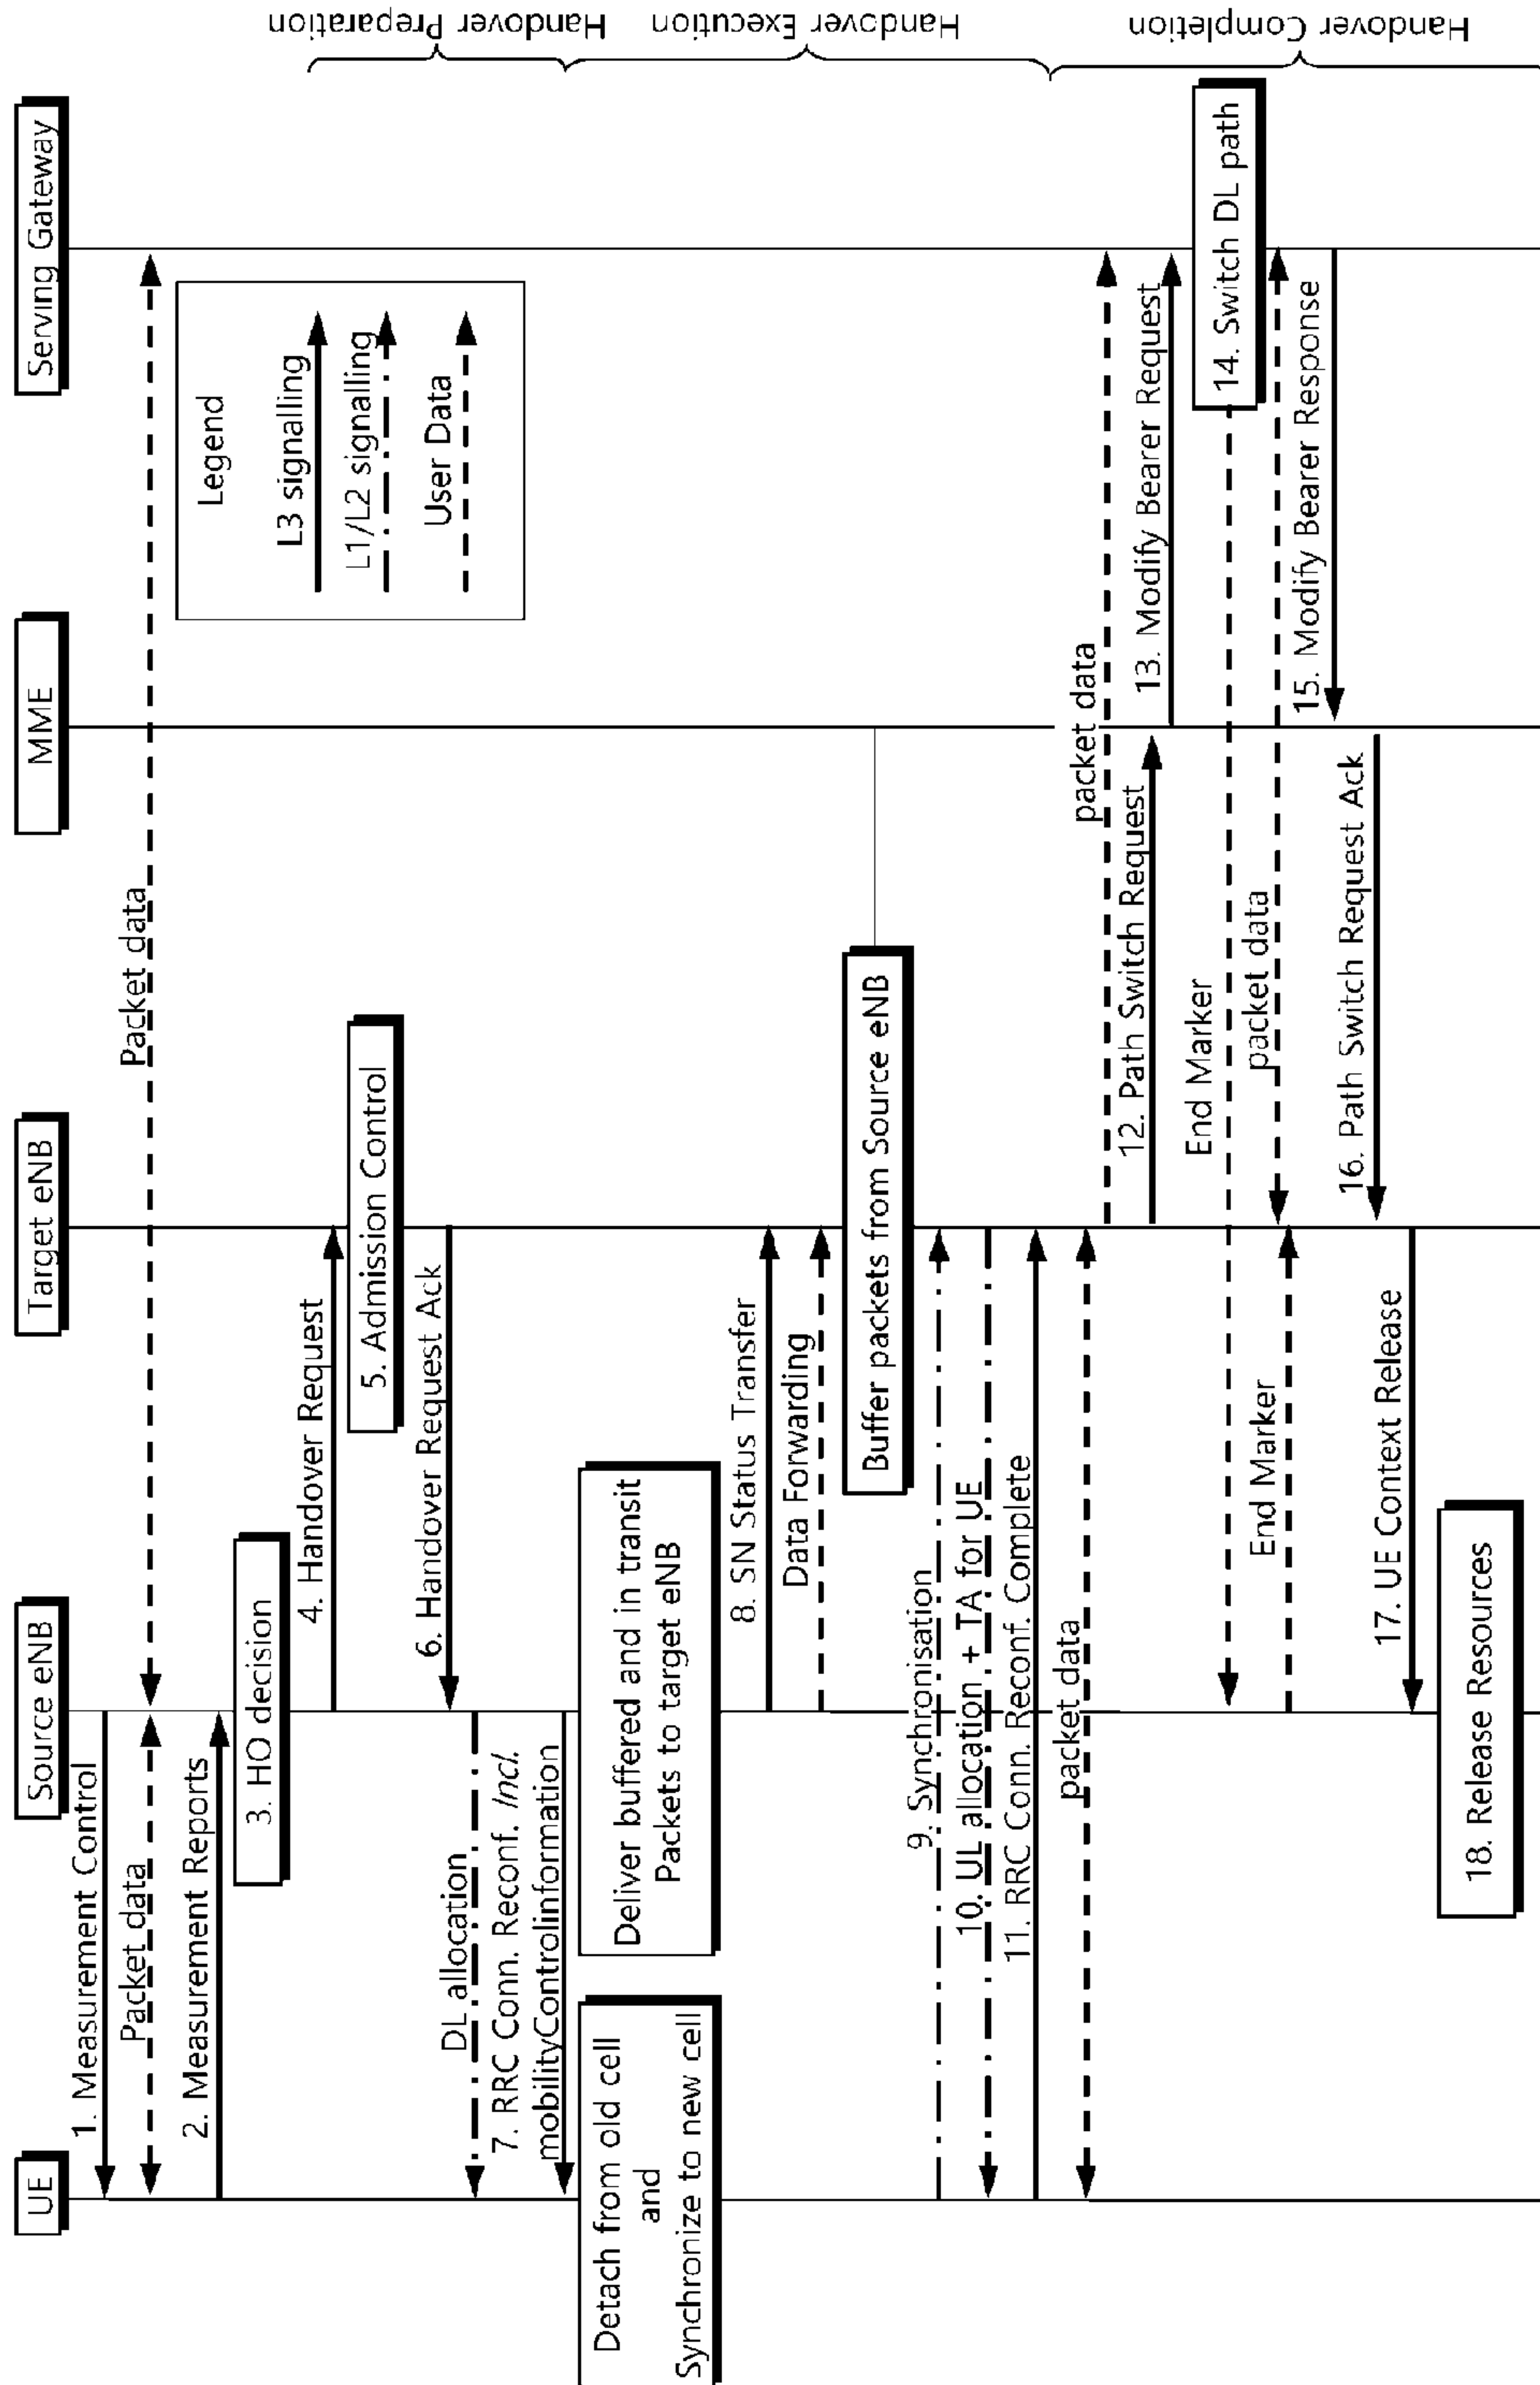 UE
Source eNB
Target eNB
MME
Serving Gateway
1. Measurement Control
Packet data
Packet data
2. Measurement Reports
3. HO decision
Legend
L3 signalling
L1/L2 signalling
User Data
4. Handover Request
5. Admission Control
6. Handover Request Ack
DL allocation
7. RRC Conn. Reconf. Incl.
mobilityControlinformation
Handover Preparation
Detach from old cell
and
Synchronize to new cell
Deliver buffered and in transit
Packets to target eNB
8. SN Status Transfer
Data Forwarding
Buffer packets from Source eNB
9. Synchronisation
10. UL allocation + TA for UE
11. RRC Conn. Reconf. Complete
Handover Execution
packet data
packet data
12. Path Switch Request
13. Modify Bearer Request
End Marker
14. Switch DL path
End Marker
packet data
15. Modify Bearer Response
16. Path Switch Request Ack
17. UE Context Release
18. Release Resources
Handover Completion